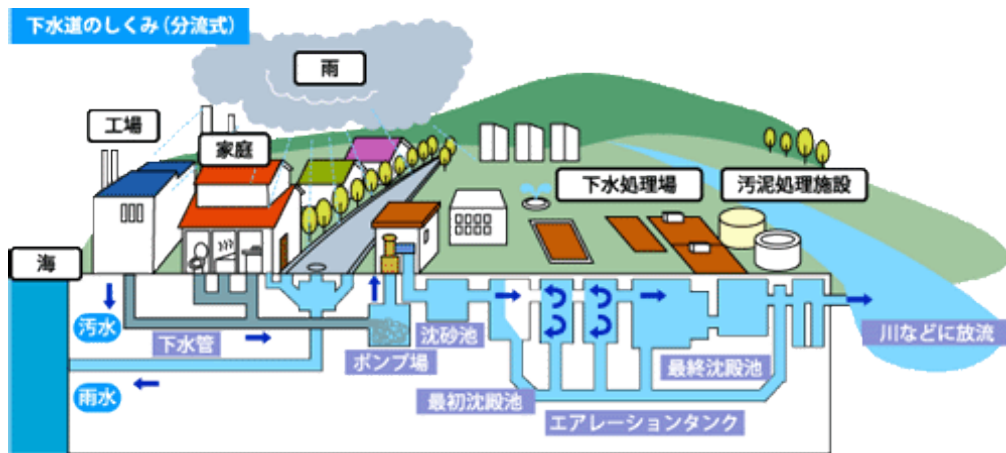 下水道のしくみ（分流式）
雨
工場
家庭
下水処理場
汚泥処理施設
海
汚水
下水管
沈砂池
ポンプ場
川などに放流
最終沈殿池
雨水
最初沈殿池
エアレーションタンク